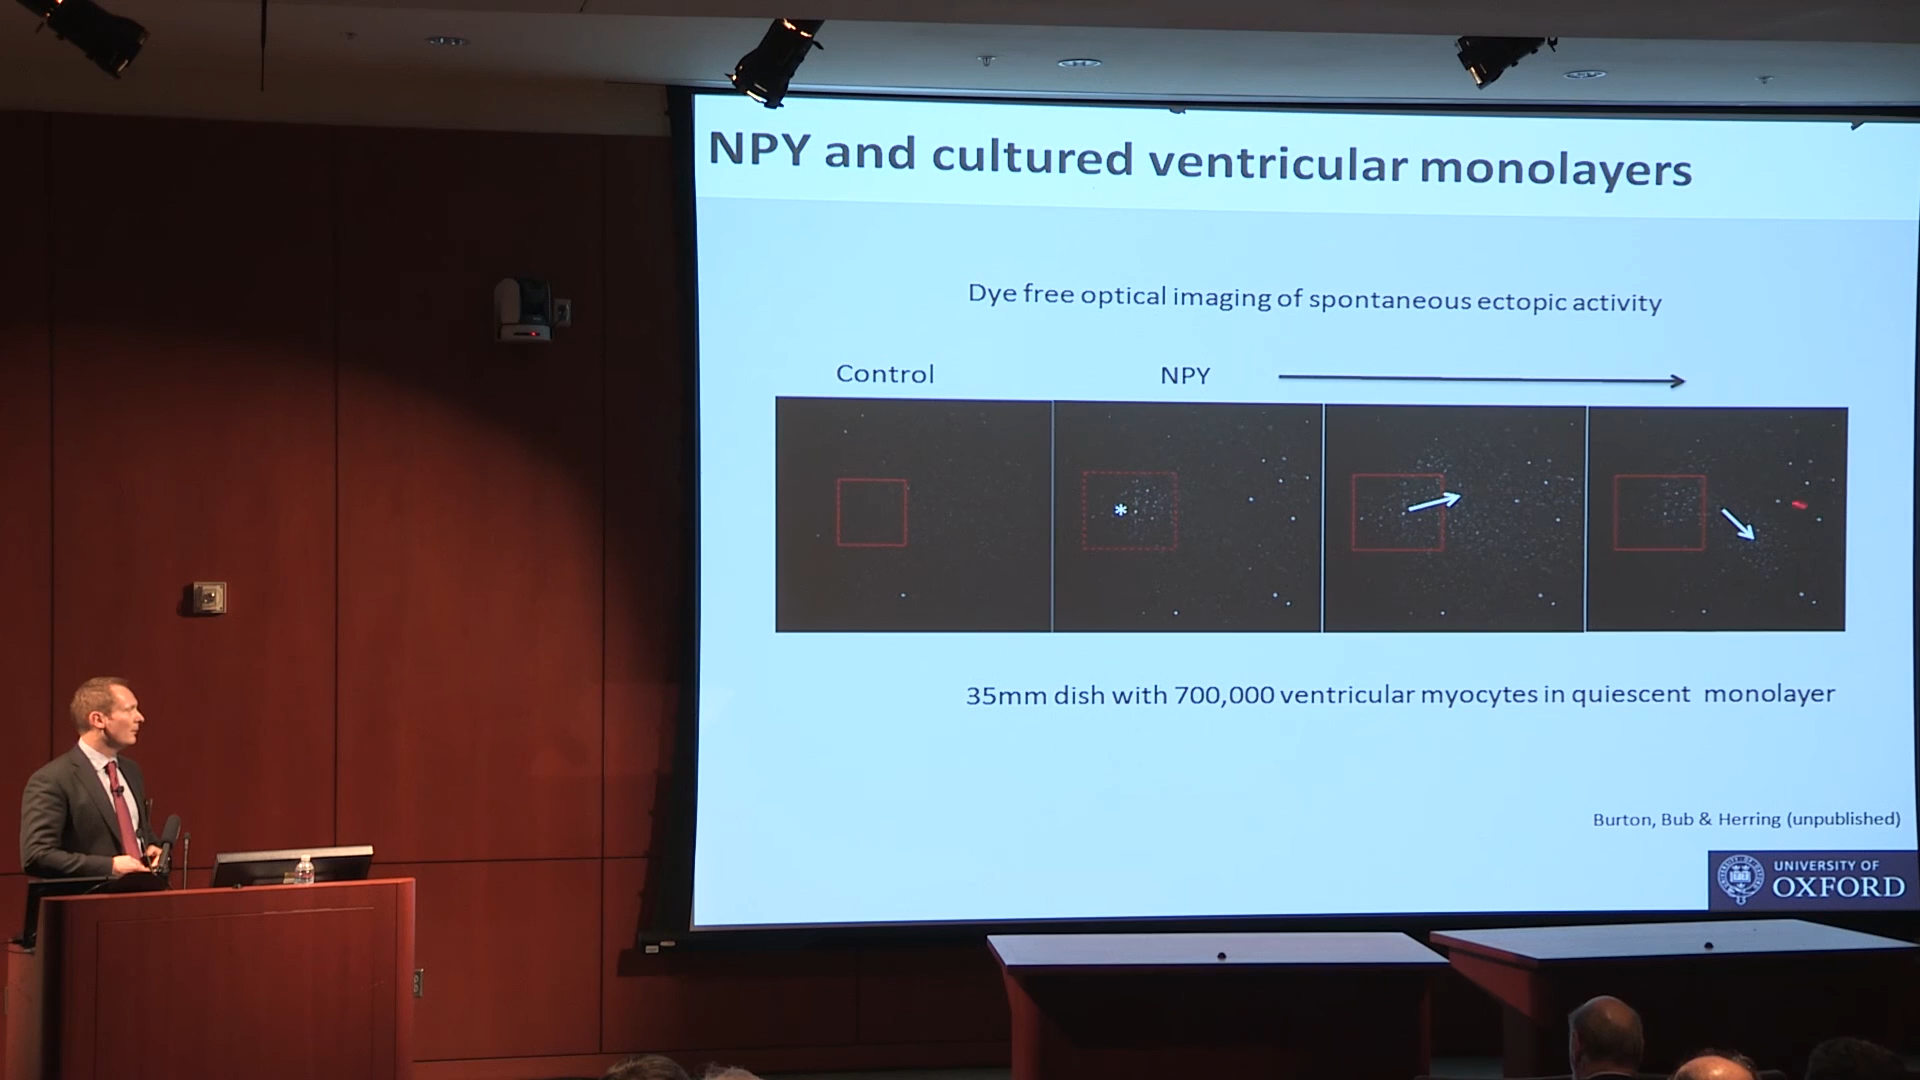 NPY and cultured ventricular monolayers
Dye free optical imaging of spontaneous ectopic activity
Control NPY
*
35mm dish with 700,000 ventricular myocytes in quiescent monolayer
Burton, Bub & Herring (unpublished)
UNIVERSITY OF
OXFORD